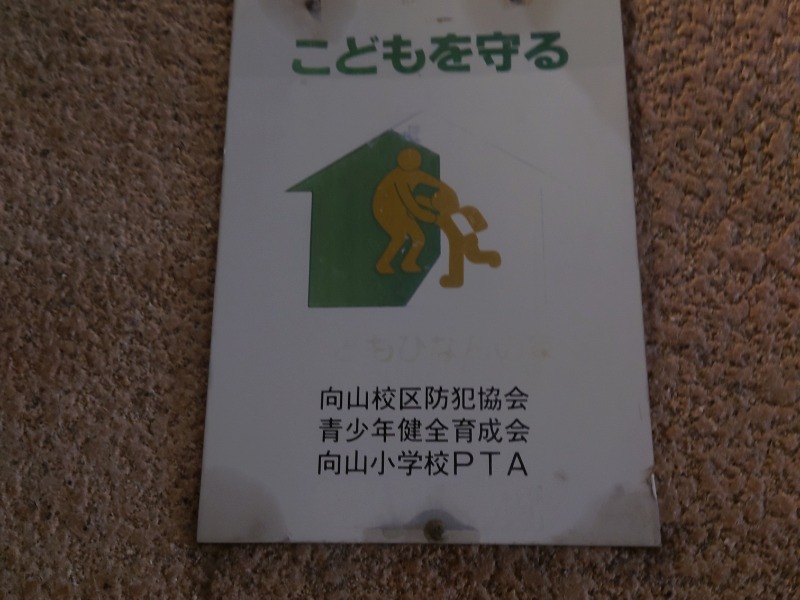 こどもを守る
向山校区防犯協会
青少年健全育成会
向山小学校PTA